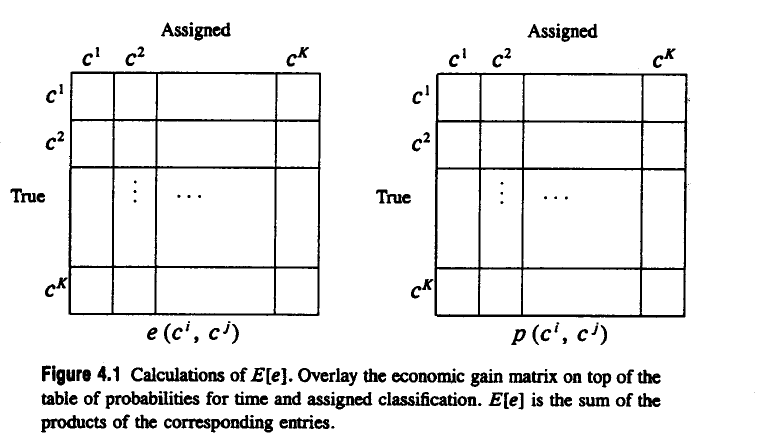 Assigned
c¹ c² cᴷ
c¹
c²
True
⋮ ...
cᴷ
e (cⁱ, cʲ)
Assigned
c¹ c² cᴷ
c¹
c²
True
⋮ ...
cᴷ
p (cⁱ, cʲ)
Figure 4.1 Calculations of E[e]. Overlay the economic gain matrix on top of the
table of probabilities for time and assigned classification. E[e] is the sum of the
products of the corresponding entries.